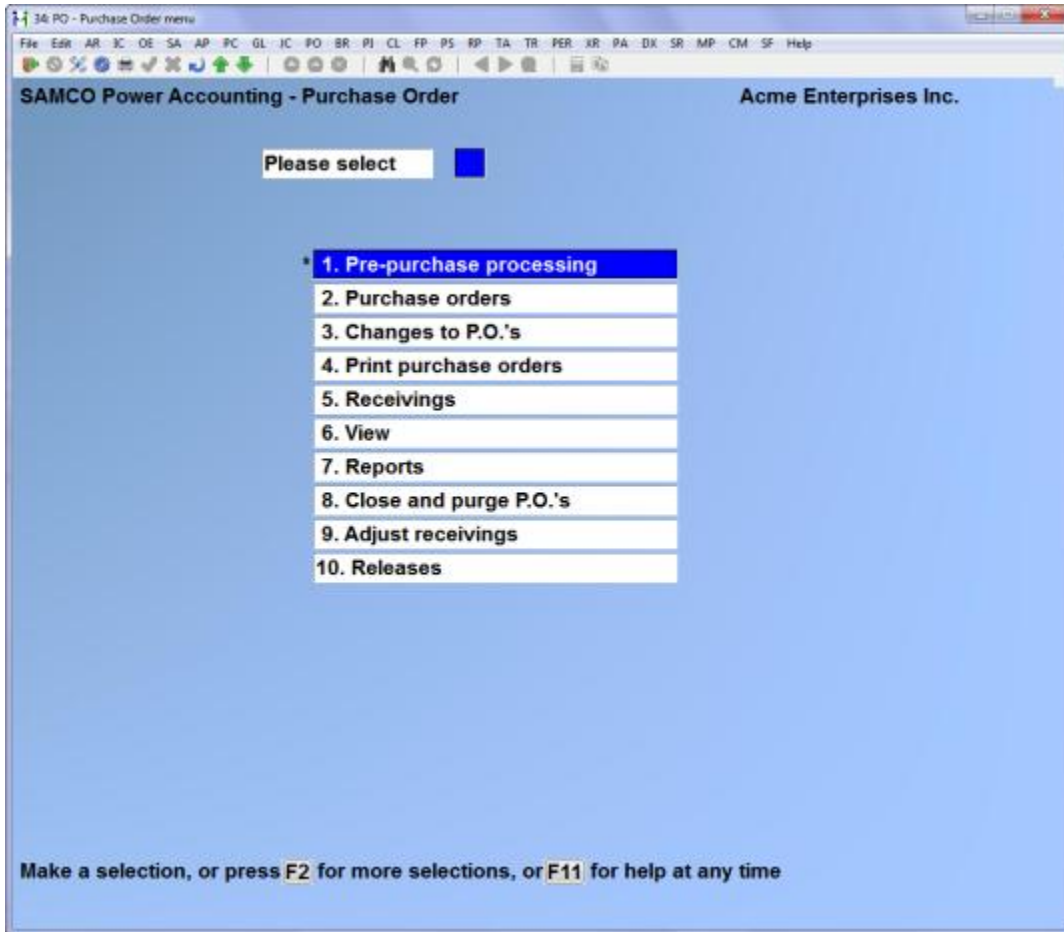 34: PO - Purchase Order menu
File Edit AR IC OE SA AP PC GL JC PO BR PJ CL FP PS RP TA TR PER XR PA DX SR MP CM SF Help
SAMCO Power Accounting - Purchase Order Acme Enterprises Inc.
Please select
* 1. Pre-purchase processing
2. Purchase orders
3. Changes to P.O.'s
4. Print purchase orders
5. Receivings
6. View
7. Reports
8. Close and purge P.O.'s
9. Adjust receivings
10. Releases
Make a selection, or press F2 for more selections, or F11 for help at any time